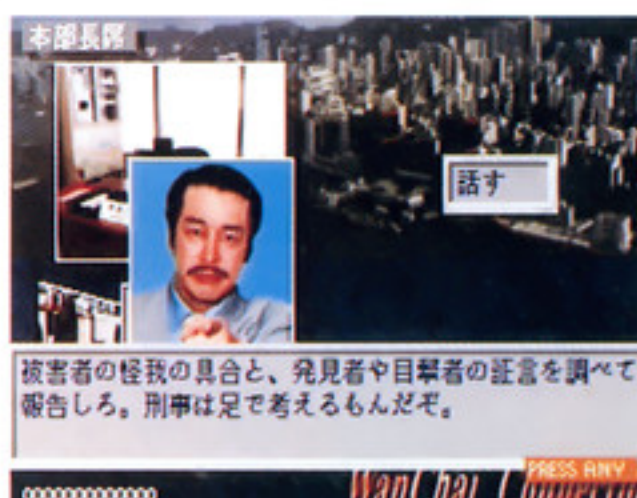 本部長席
話す
被害者の怪我の具合と、発見者や目撃者の証言を調べて
報告しろ。刑事は足で考えるもんだぞ。
PRESS ANY
WanChai